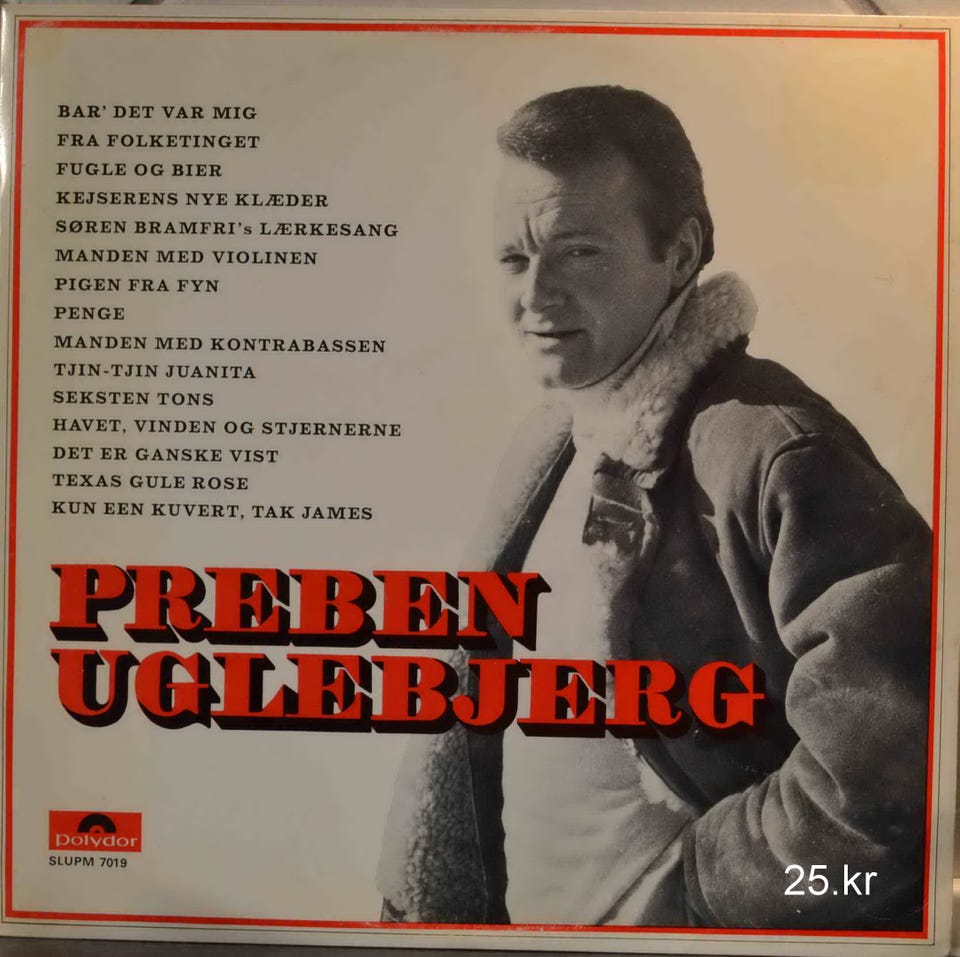 BAR' DET VAR MIG
FRA FOLKETINGET
FUGLE OG BIER
KEJSERENS NYE KLÆDER
SØREN BRAMFRI's LÆRKESANG
MANDEN MED VIOLINEN
PIGEN FRA FYN
PENGE
MANDEN MED KONTRABASSEN
TJIN-TJIN JUANITA
SEKSTEN TONS
HAVET, VINDEN OG STJERNERNE
DET ER GANSKE VIST
TEXAS GULE ROSE
KUN EEN KUVERT, TAK JAMES
PREBEN
UGLEBJERG
polydor
SLUPM 7019
25.kr